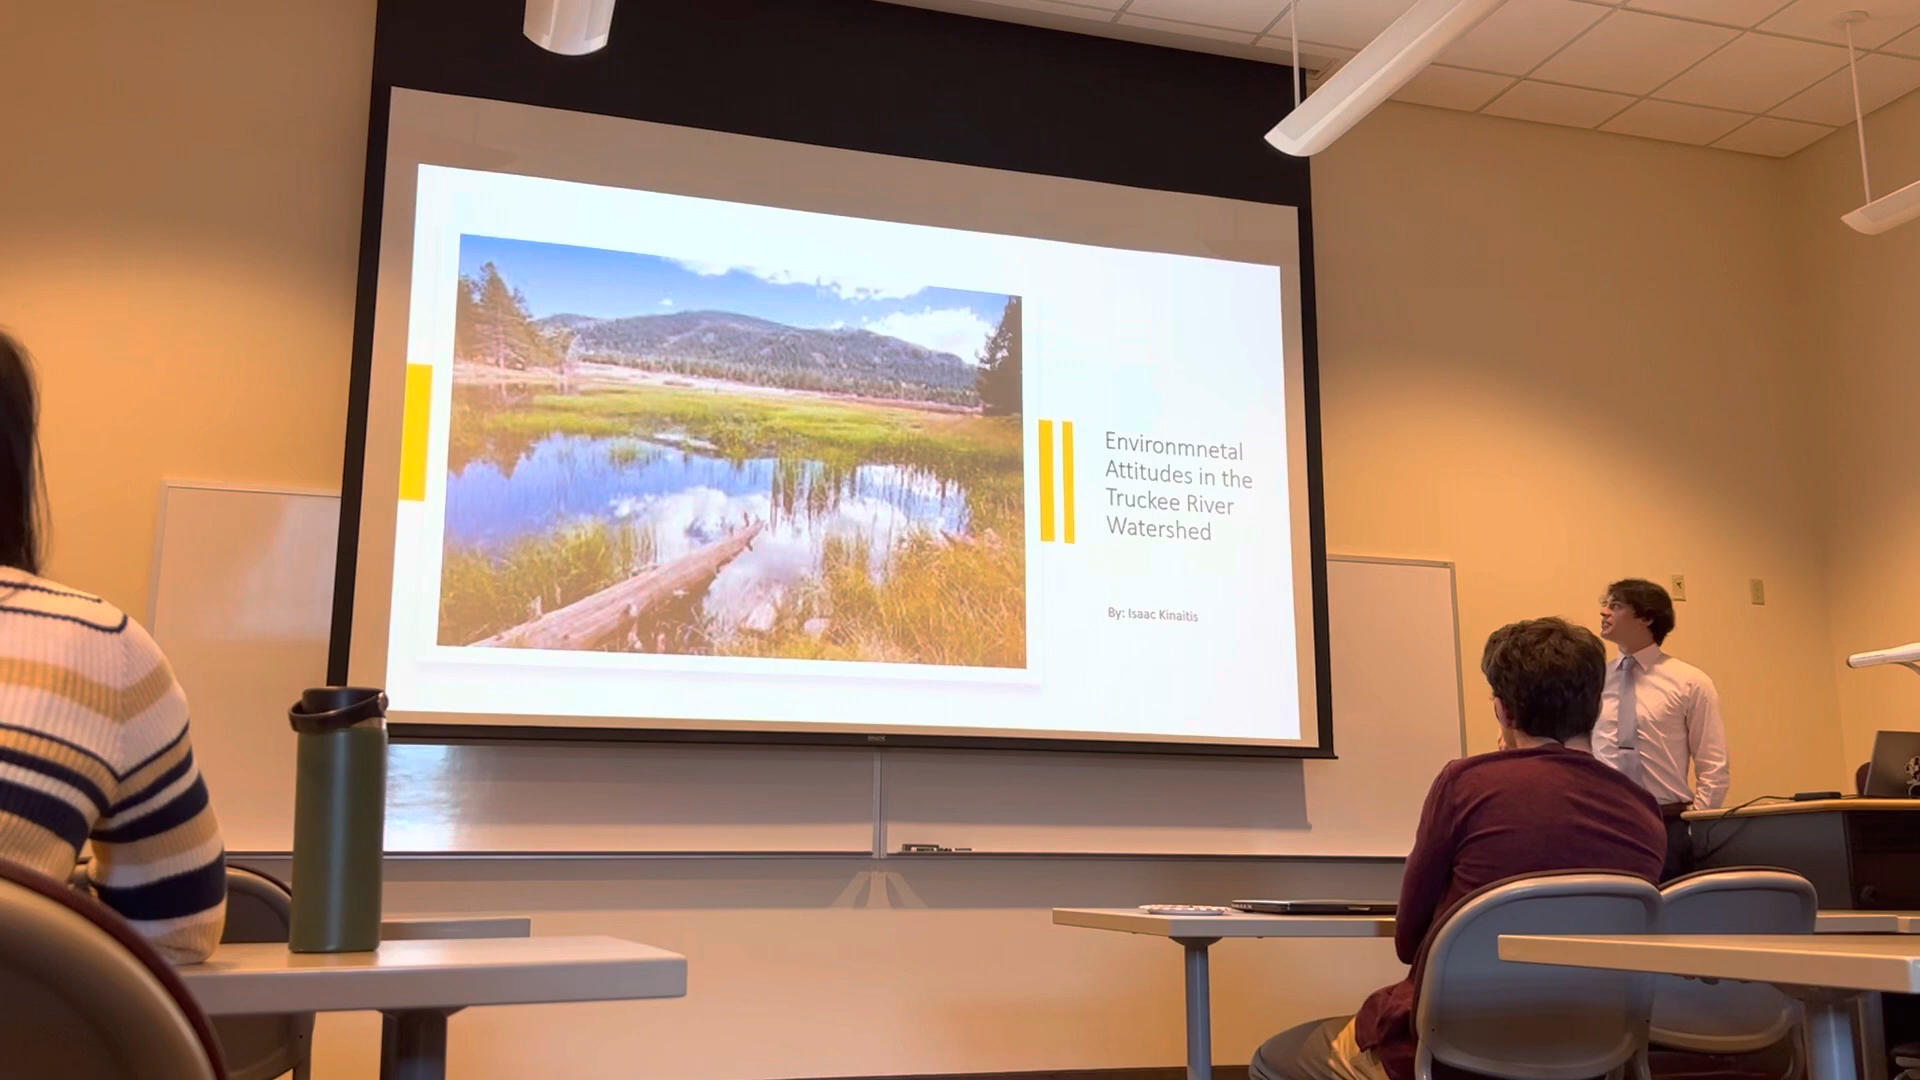 Environmnetal
Attitudes in the
Truckee River
Watershed
By: Isaac Kinaitis